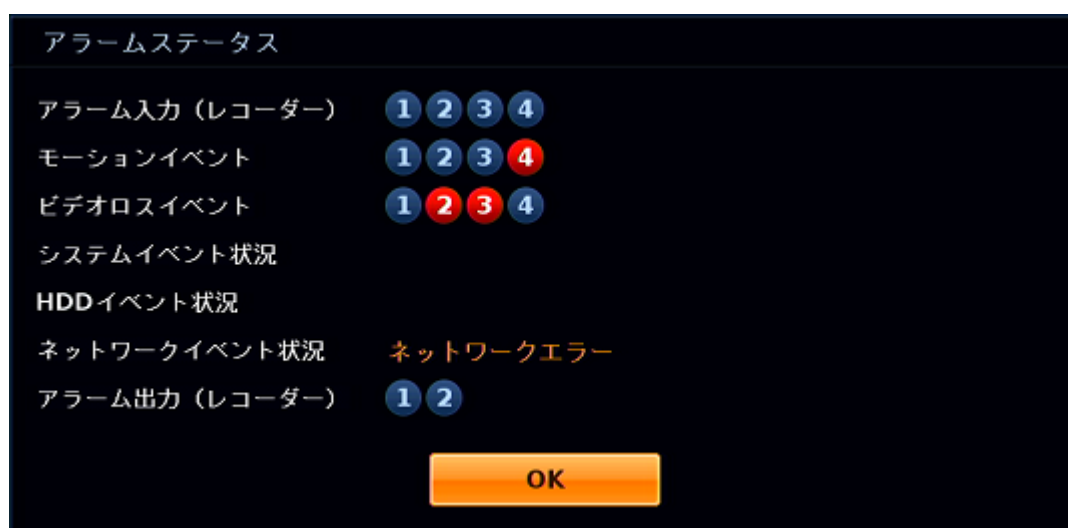 アラームステータス
アラーム入力（レコーダー） 1 2 3 4
モーションイベント 1 2 3 4
ビデオロスイベント 1 2 3 4
システムイベント状況
HDDイベント状況
ネットワークイベント状況 ネットワークエラー
アラーム出力（レコーダー） 1 2
OK